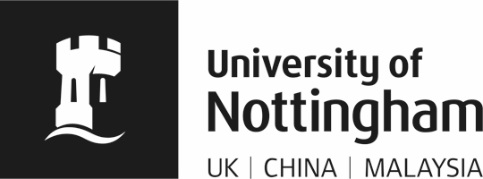 University of
Nottingham
UK | CHINA | MALAYSIA